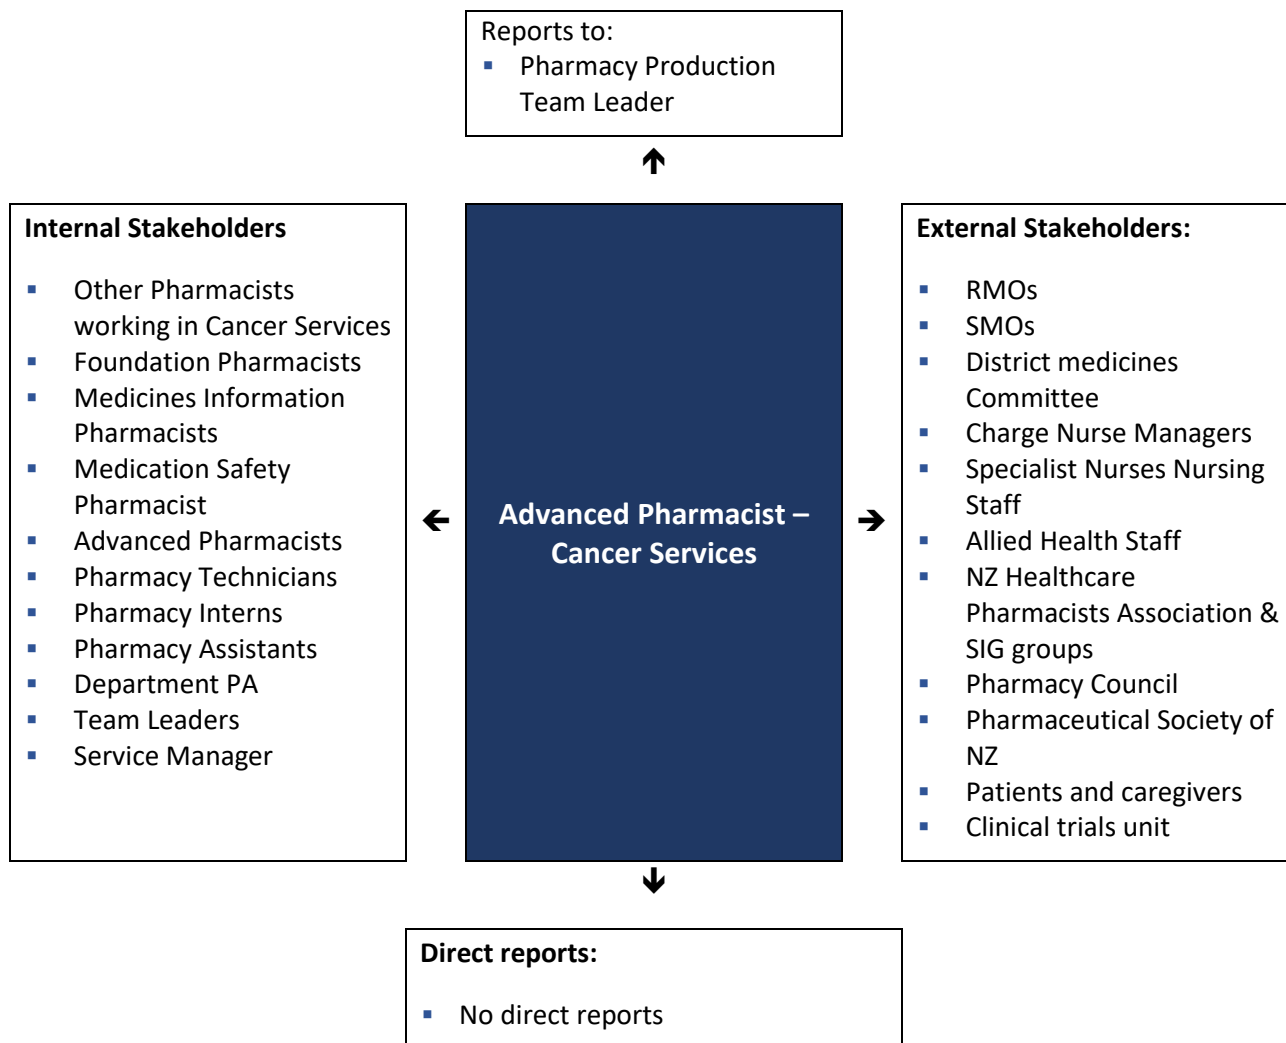 Reports to:
▪ Pharmacy Production
Team Leader
Internal Stakeholders
▪ Other Pharmacists
working in Cancer Services
▪ Foundation Pharmacists
▪ Medicines Information
Pharmacists
▪ Medication Safety
Pharmacist
▪ Advanced Pharmacists
▪ Pharmacy Technicians
▪ Pharmacy Interns
▪ Pharmacy Assistants
▪ Department PA
▪ Team Leaders
▪ Service Manager
Advanced Pharmacist –
Cancer Services
External Stakeholders:
▪ RMOs
▪ SMOs
▪ District medicines
Committee
▪ Charge Nurse Managers
▪ Specialist Nurses Nursing
Staff
▪ Allied Health Staff
▪ NZ Healthcare
Pharmacists Association &
SIG groups
▪ Pharmacy Council
▪ Pharmaceutical Society of
NZ
▪ Patients and caregivers
▪ Clinical trials unit
Direct reports:
▪ No direct reports